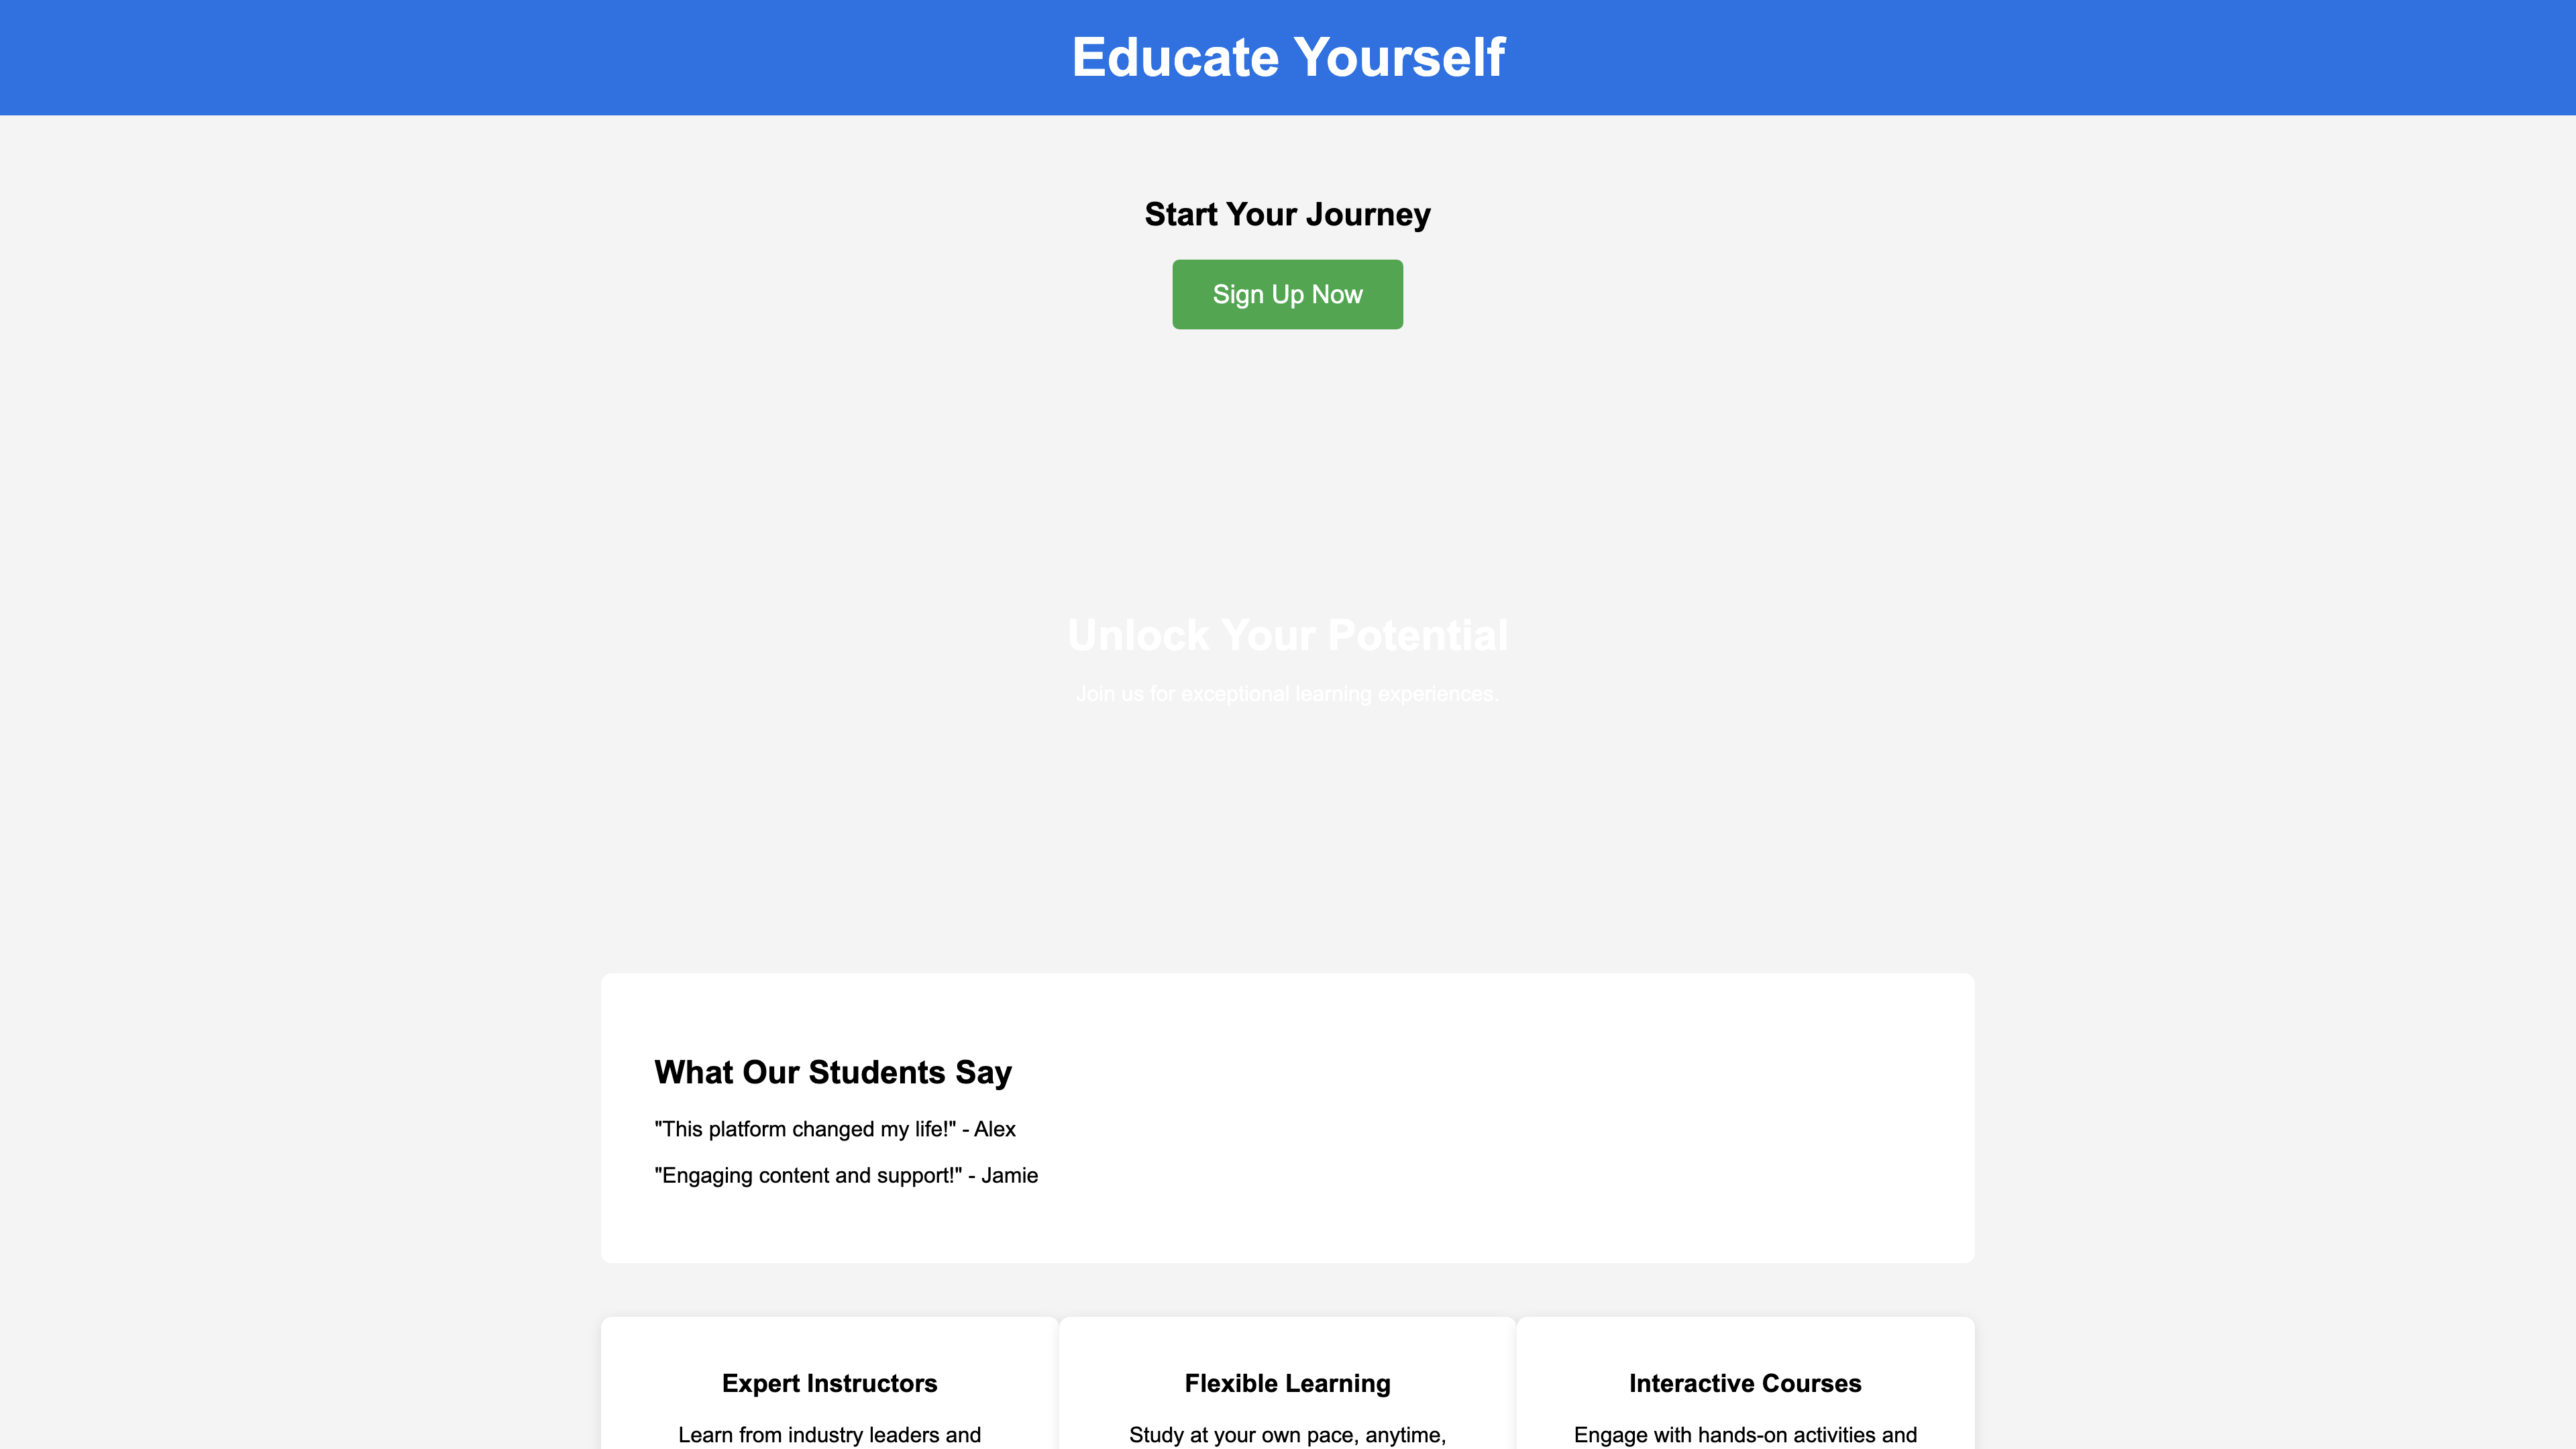 Educate Yourself
Start Your Journey
Sign Up Now
Unlock Your Potential
Join us for exceptional learning experiences.
What Our Students Say
"This platform changed my life!" - Alex
"Engaging content and support!" - Jamie
Expert Instructors
Learn from industry leaders and
Flexible Learning
Study at your own pace, anytime,
Interactive Courses
Engage with hands-on activities and